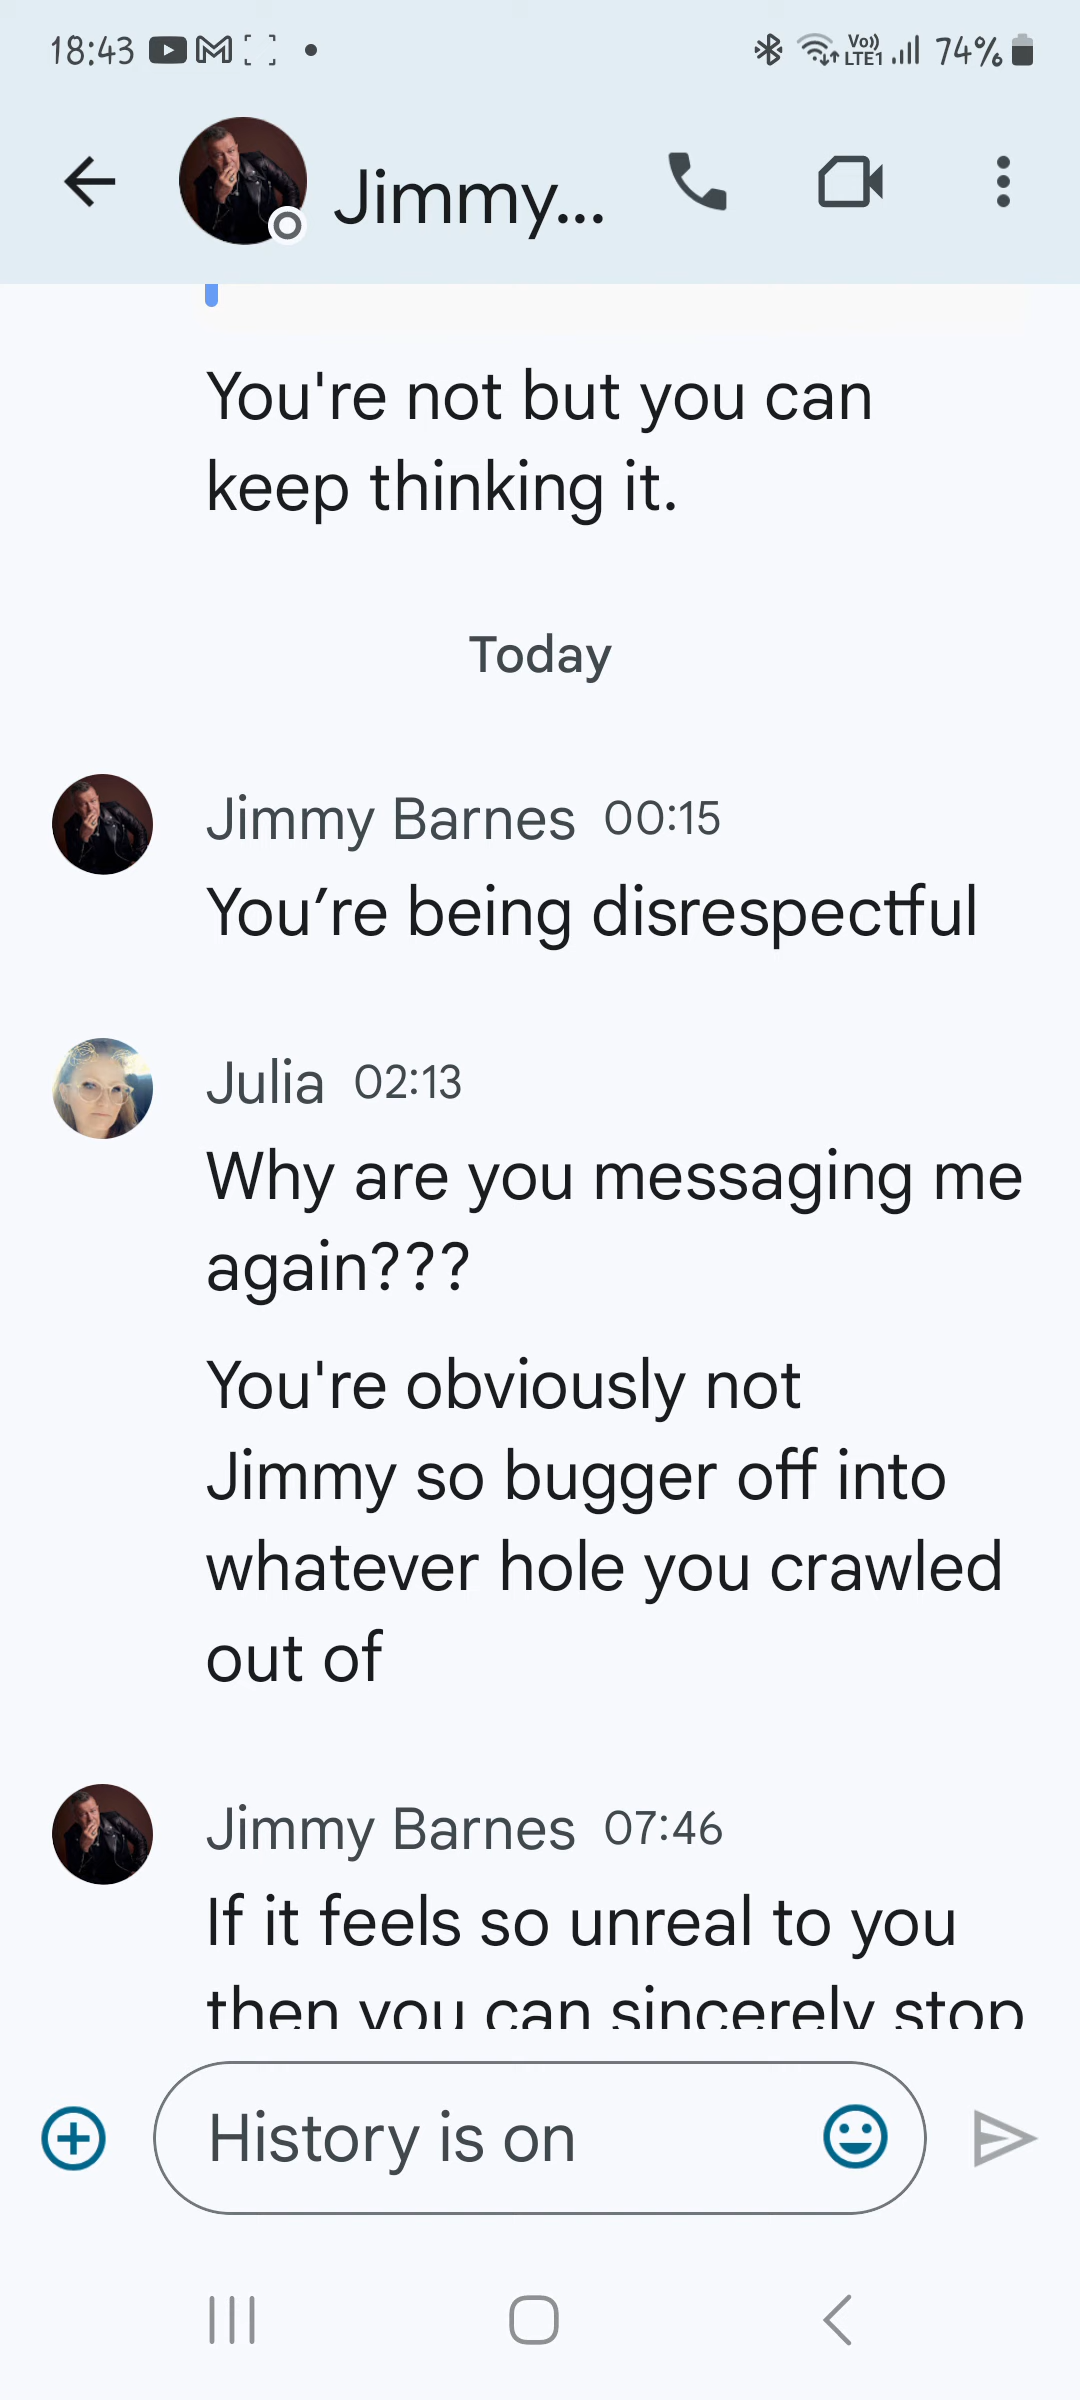 18:43
Vo)) LTE1 74%
Jimmy...
You're not but you can
keep thinking it.
Today
Jimmy Barnes 00:15
You’re being disrespectful
Julia 02:13
Why are you messaging me
again???
You're obviously not
Jimmy so bugger off into
whatever hole you crawled
out of
Jimmy Barnes 07:46
If it feels so unreal to you
then you can sincerely stop
History is on